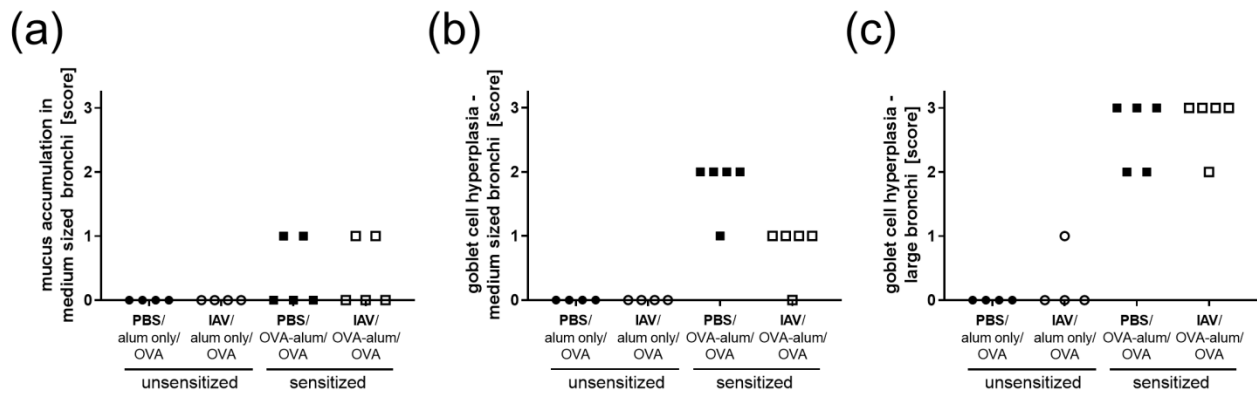 (a)
mucus accumulation in
medium sized bronchi [score]
3
2
1
0
PBS/
alum only/
OVA
IAV/
alum only/
OVA
PBS/
OVA-alum/
OVA
IAV/
OVA-alum/
OVA
unsensitized
sensitized
(b)
goblet cell hyperplasia -
medium sized bronchi [score]
3
2
1
0
PBS/
alum only/
OVA
IAV/
alum only/
OVA
PBS/
OVA-alum/
OVA
IAV/
OVA-alum/
OVA
unsensitized
sensitized
(c)
goblet cell hyperplasia -
large bronchi [score]
3
2
1
0
PBS/
alum only/
OVA
IAV/
alum only/
OVA
PBS/
OVA-alum/
OVA
IAV/
OVA-alum/
OVA
unsensitized
sensitized